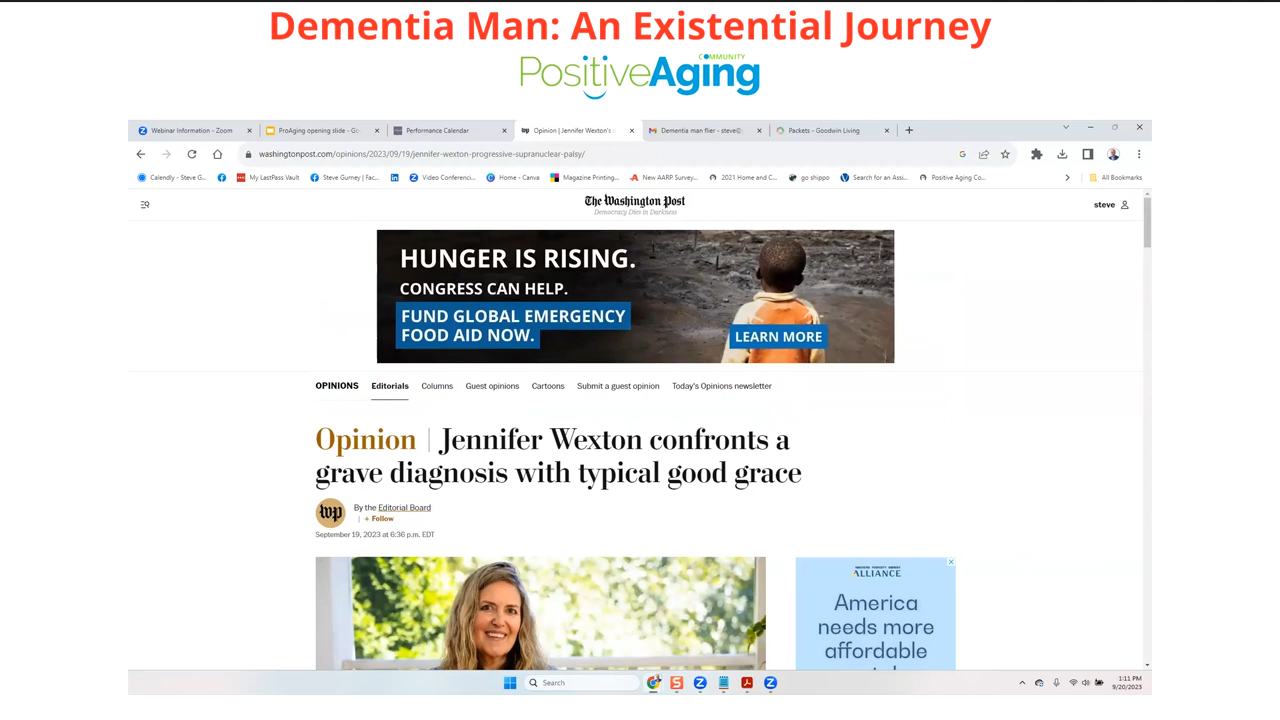 Dementia Man: An Existential Journey
COMMUNITY
PositiveAging
Webinar Information - Zoom
ProAging opening slide - Go
Performance Calendar
Opinion | Jennifer Wexton's
Dementia man flier - steve@
Packets - Goodwin Living
washingtonpost.com/opinions/2023/09/19/jennifer-wexton-progressive-supranuclear-palsy/
Calendly - Steve G...
My LastPass Vault
Steve Gurney | Fac...
Video Conferenci...
Home - Canva
Magazine Printing...
New AARP Survey...
2021 Home and C...
go shippo
Search for an Assi...
Positive Aging Co...
All Bookmarks
The Washington Post
Democracy Dies in Darkness
steve
HUNGER IS RISING.
CONGRESS CAN HELP.
FUND GLOBAL EMERGENCY
FOOD AID NOW.
LEARN MORE
OPINIONS Editorials Columns Guest opinions Cartoons Submit a guest opinion Today's Opinions newsletter
Opinion | Jennifer Wexton confronts a
grave diagnosis with typical good grace
wp
By the Editorial Board
| + Follow
September 19, 2023 at 6:36 p.m. EDT
ALLIANCE
America
needs more
affordable
Search
1:11 PM
9/20/2023